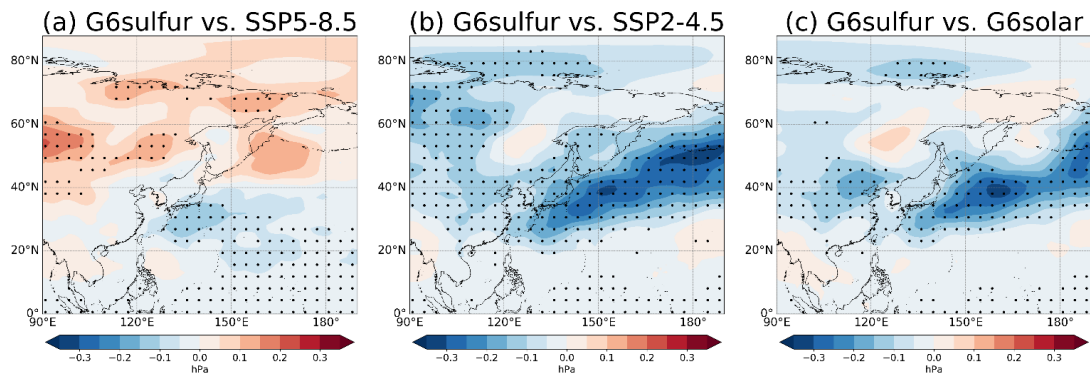 (a) G6sulfur vs. SSP5-8.5
(b) G6sulfur vs. SSP2-4.5
(c) G6sulfur vs. G6solar
80°N
60°N
40°N
20°N
0°
90°E 120°E 150°E 180°
−0.3 −0.2 −0.1 0.0 0.1 0.2 0.3
hPa
80°N
60°N
40°N
20°N
0°
90°E 120°E 150°E 180°
−0.3 −0.2 −0.1 0.0 0.1 0.2 0.3
hPa
80°N
60°N
40°N
20°N
0°
90°E 120°E 150°E 180°
−0.3 −0.2 −0.1 0.0 0.1 0.2 0.3
hPa